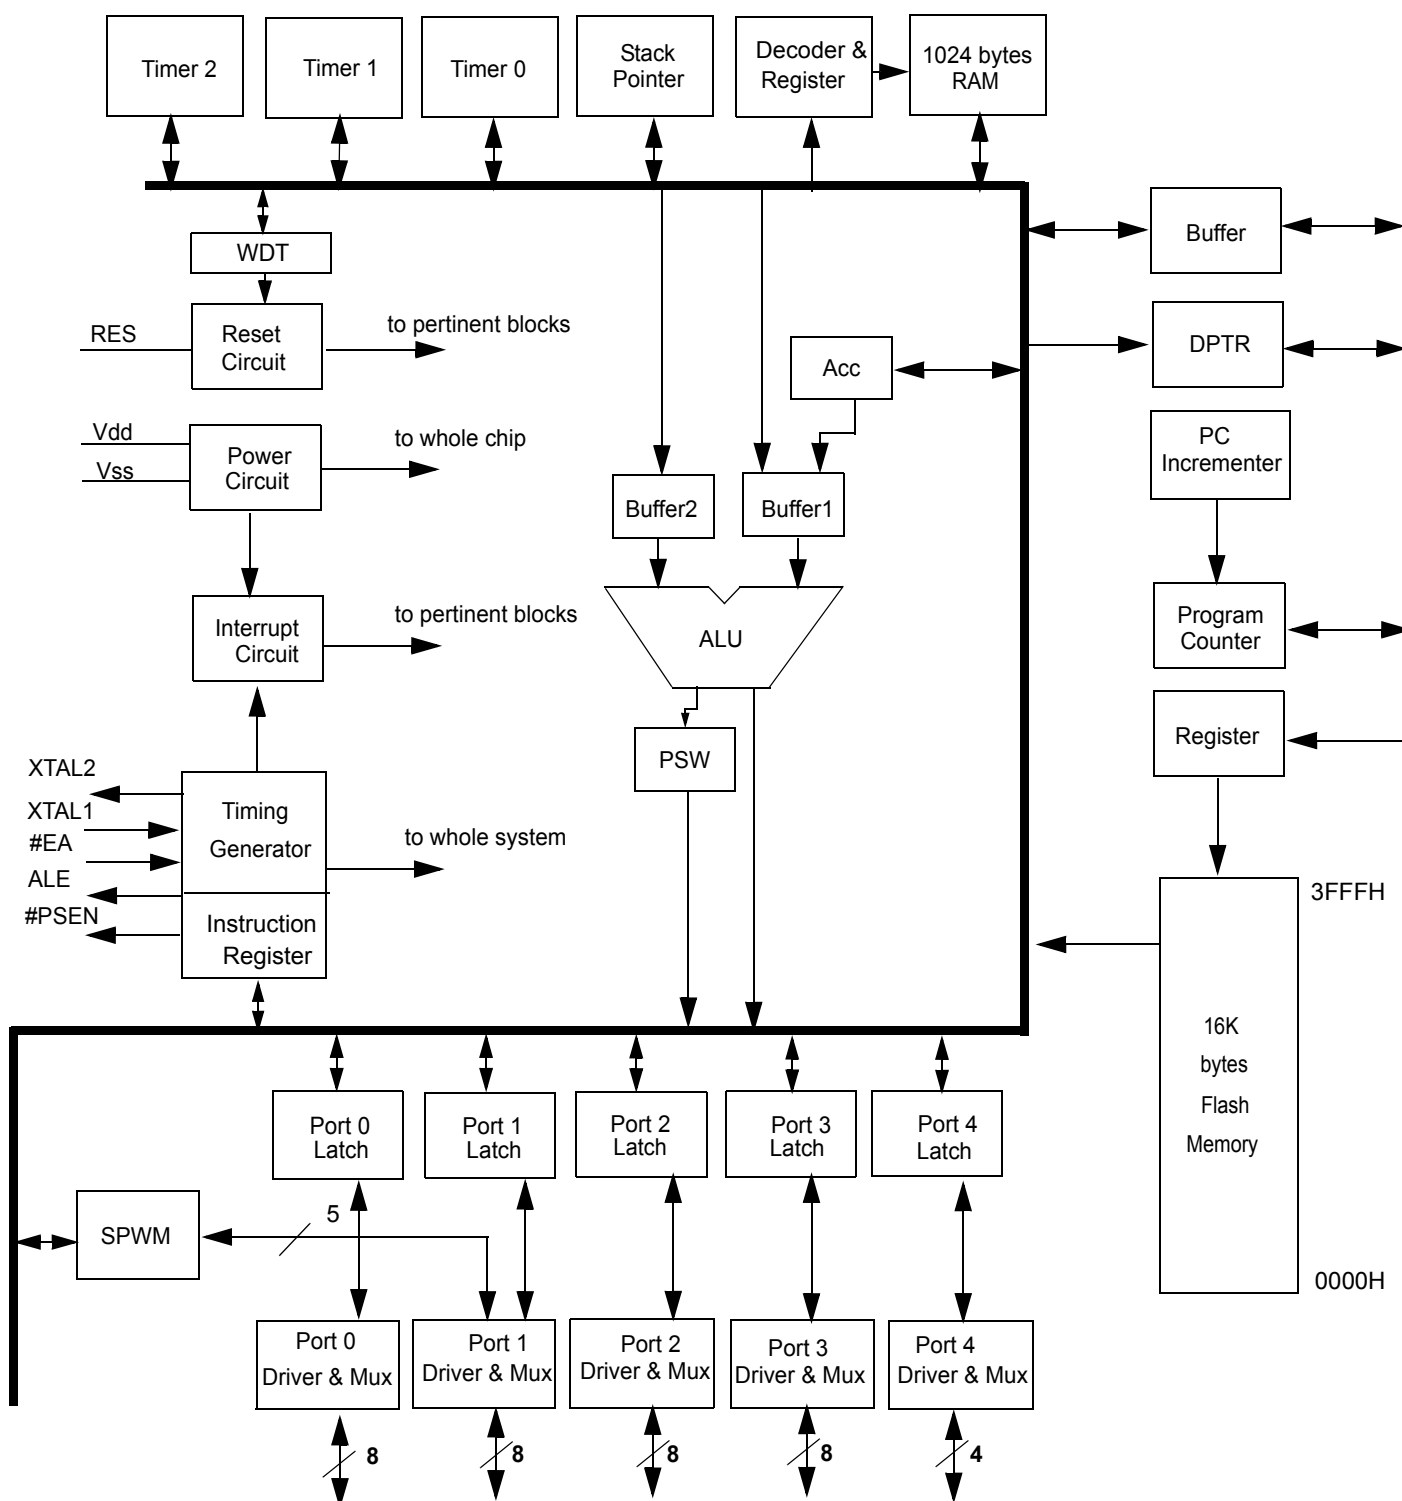 Timer 2
Timer 1
Timer 0
Stack
Pointer
Decoder &
Register
1024 bytes
RAM
WDT
Buffer
RES
Reset
Circuit
to pertinent blocks
DPTR
Acc
Vdd
Vss
Power
Circuit
to whole chip
PC
Incrementer
Buffer2
Buffer1
Interrupt
Circuit
to pertinent blocks
ALU
Program
Counter
PSW
Register
XTAL2
XTAL1
#EA
ALE
#PSEN
Timing
Generator
to whole system
Instruction
Register
3FFFH
16K
bytes
Flash
Memory
0000H
Port 0
Latch
Port 1
Latch
Port 2
Latch
Port 3
Latch
Port 4
Latch
SPWM
5
Port 0
Driver & Mux
Port 1
Driver & Mux
Port 2
Driver & Mux
Port 3
Driver & Mux
Port 4
Driver & Mux
8
8
8
8
4